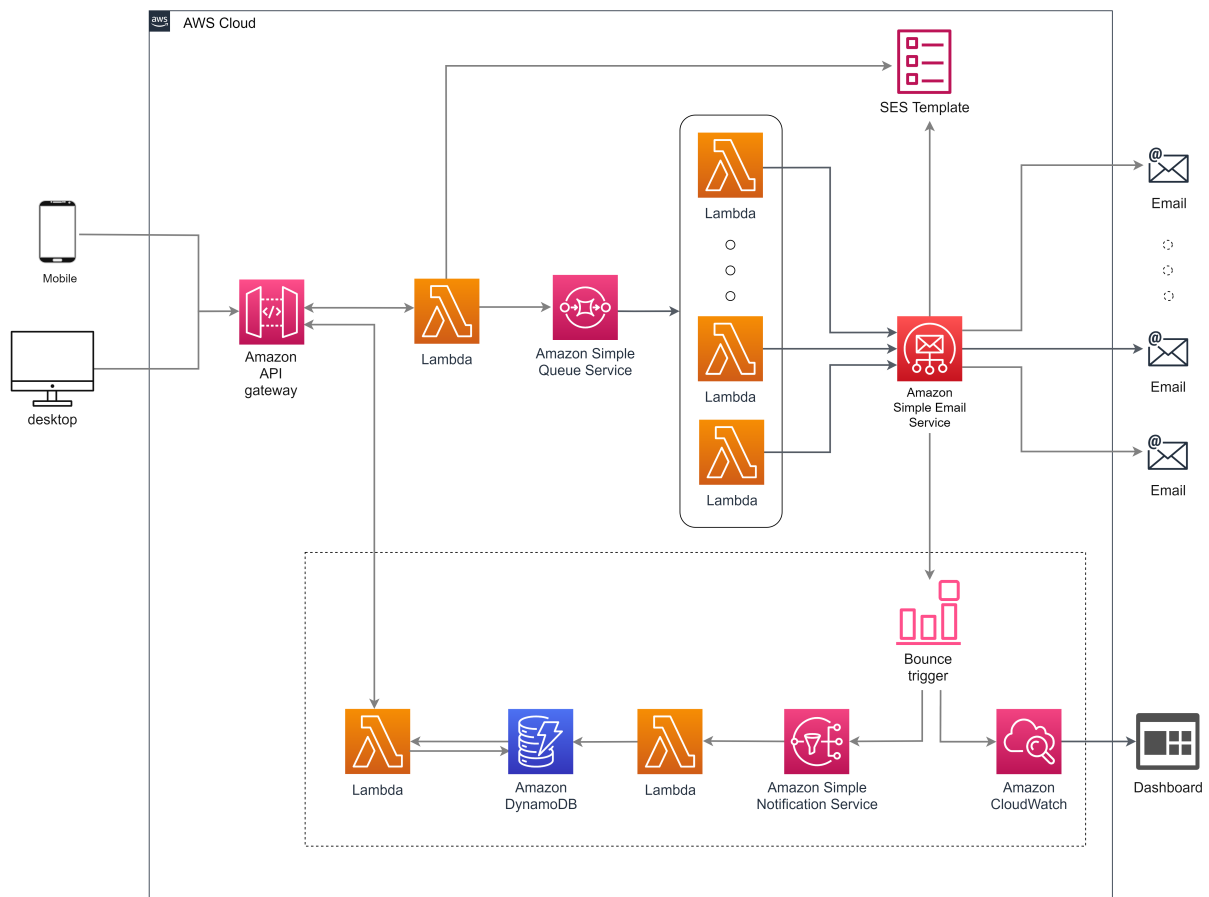 aws
AWS Cloud
SES Template
Lambda
Email
Mobile
Amazon
API
gateway
Lambda
Amazon Simple
Queue Service
Lambda
Amazon
Simple Email
Service
Email
desktop
Lambda
Email
Bounce
trigger
Lambda
Amazon
DynamoDB
Lambda
Amazon Simple
Notification Service
Amazon
CloudWatch
Dashboard